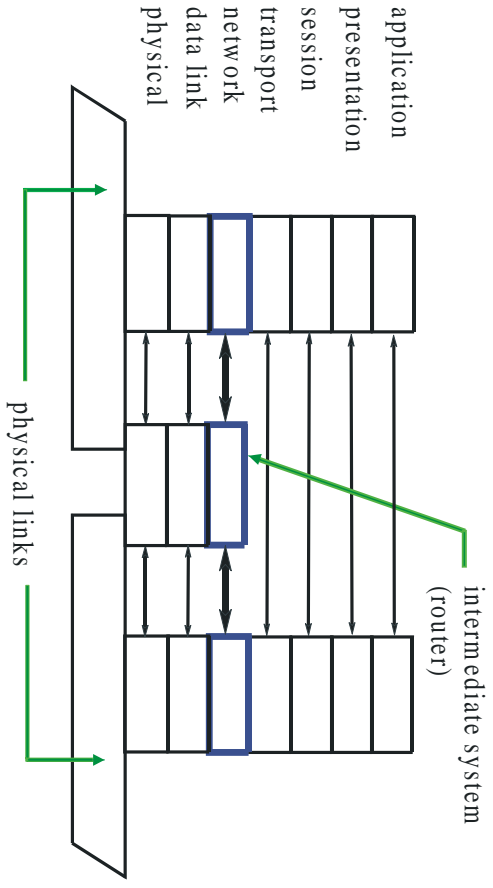 intermediate system
(router)
application
presentation
session
transport
network
data link
physical
physical links